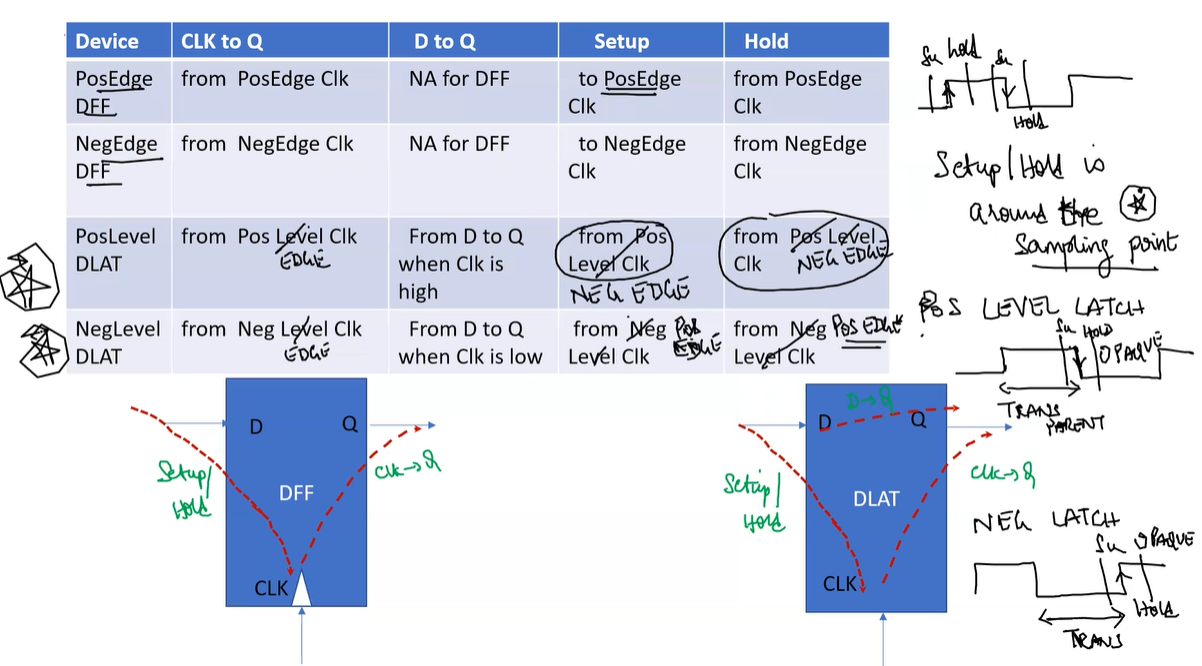 Device CLK to Q D to Q Setup Hold
PosEdge from PosEdge Clk NA for DFF to PosEdge from PosEdge
DFF Clk Clk
NegEdge from NegEdge Clk NA for DFF to NegEdge from NegEdge
DFF Clk Clk
PosLevel from Pos Level Clk From D to Q from Pos from Pos Level
DLAT EDGE when Clk is Level Clk Clk NEG EDGE
high NEG EDGE
NegLevel from Neg Level Clk From D to Q from Neg POS from Neg POS EDGE
DLAT EDGE when Clk is low Level Clk EDGE Level Clk
D Q
Setup/
Hold
DFF
Clk→Q
CLK
D→Q
D Q
Setup/
Hold
DLAT
Clk→Q
CLK
Su hold Su
Hold
Setup/Hold is
around the
Sampling point
POS LEVEL LATCH
Su HOLD
OPAQUE
TRANS
PARENT
NEG LATCH
Su OPAQUE
Hold
TRANS